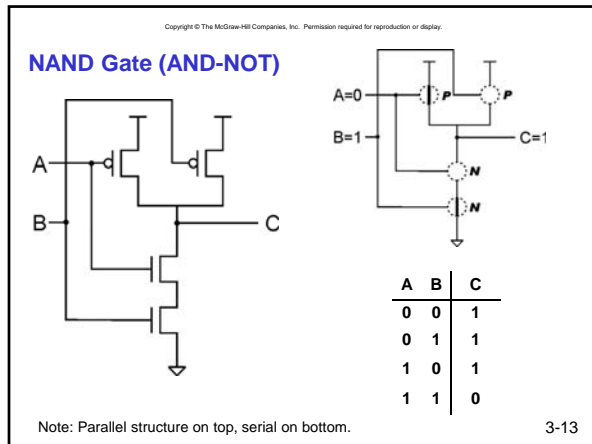 Copyright © The McGraw-Hill Companies, Inc. Permission required for reproduction or display.
NAND Gate (AND-NOT)
A
B
C
A=0
P
P
B=1
C=1
N
N
A B C
0 0 1
0 1 1
1 0 1
1 1 0
Note: Parallel structure on top, serial on bottom.
3-13